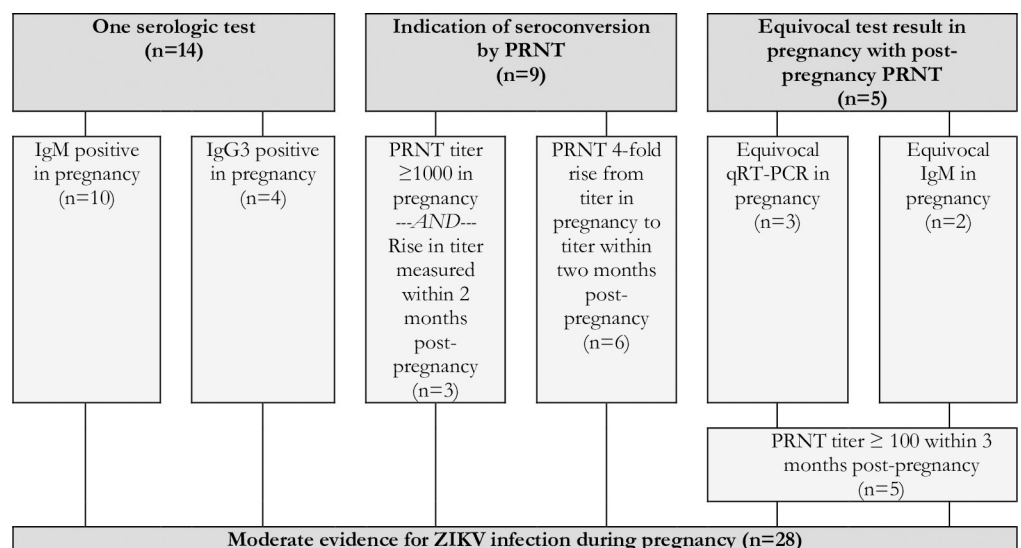 One serologic test
(n=14)
Indication of seroconversion
by PRNT
(n=9)
Equivocal test result in
pregnancy with post-
pregnancy PRNT
(n=5)
IgM positive
in pregnancy
(n=10)
IgG3 positive
in pregnancy
(n=4)
PRNT titer
≥1000 in
pregnancy
---AND---
Rise in titer
measured
within 2
months
post-
pregnancy
(n=3)
PRNT 4-fold
rise from
titer in
pregnancy to
titer within
two months
post-
pregnancy
(n=6)
Equivocal
qRT-PCR in
pregnancy
(n=3)
Equivocal
IgM in
pregnancy
(n=2)
PRNT titer ≥ 100 within 3
months post-pregnancy
(n=5)
Moderate evidence for ZIKV infection during pregnancy (n=28)